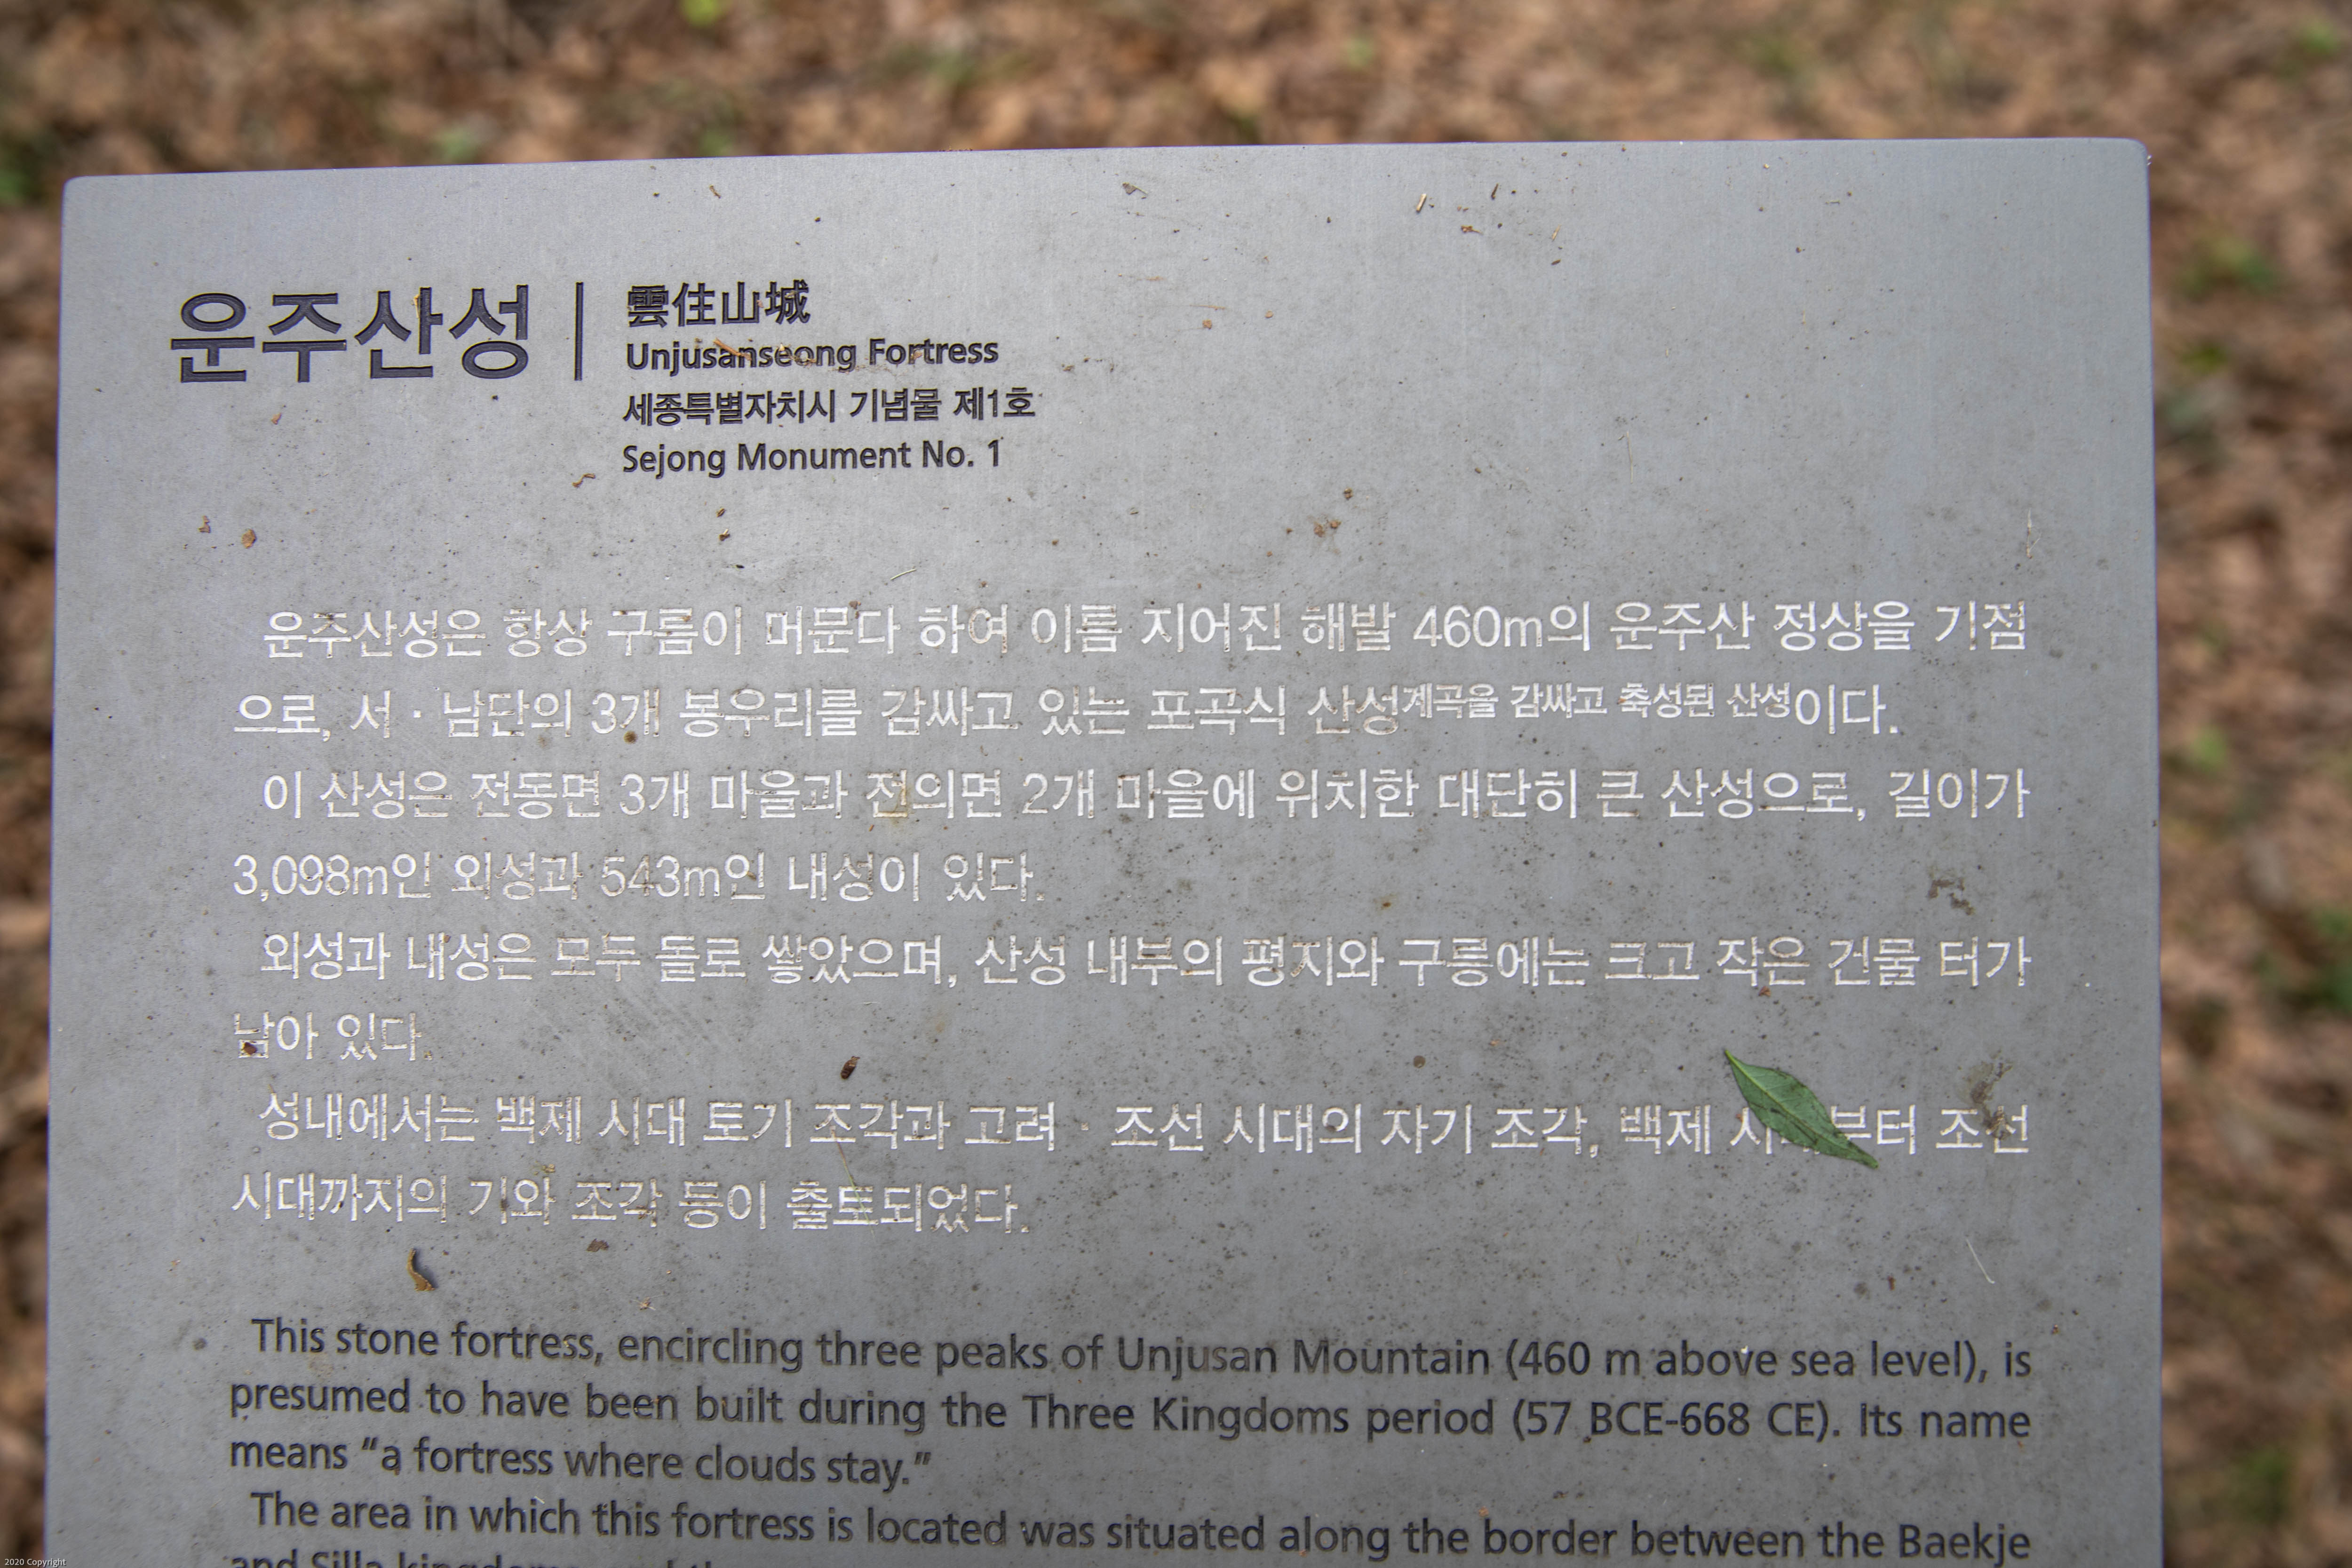 운주산성
雲住山城
Unjusanseong Fortress
세종특별자치시 기념물 제1호
Sejong Monument No. 1
운주산성은 항상 구름이 머문다 하여 이름 지어진 해발 460m의 운주산 정상을 기점
으로, 서 · 남단의 3개 봉우리를 감싸고 있는 포곡식 산성계곡을 감싸고 축성된 산성이다.
이 산성은 전동면 3개 마을과 전의면 2개 마을에 위치한 대단히 큰 산성으로, 길이가
3,098m인 외성과 543m인 내성이 있다.
외성과 내성은 모두 돌로 쌓았으며, 산성 내부의 평지와 구릉에는 크고 작은 건물 터가
남아 있다.
성내에서는 백제 시대 토기 조각과 고려 · 조선 시대의 자기 조각, 백제 조선
시대까지의 기와 조각 등이 출토되었다.
This stone fortress, encircling three peaks of Unjusan Mountain (460 m above sea level), is
presumed to have been built during the Three Kingdoms period (57 BCE-668 CE). Its name
means “a fortress where clouds stay.”
The area in which this fortress is located was situated along the border between the Baekje
and Silla
2020 Copyright